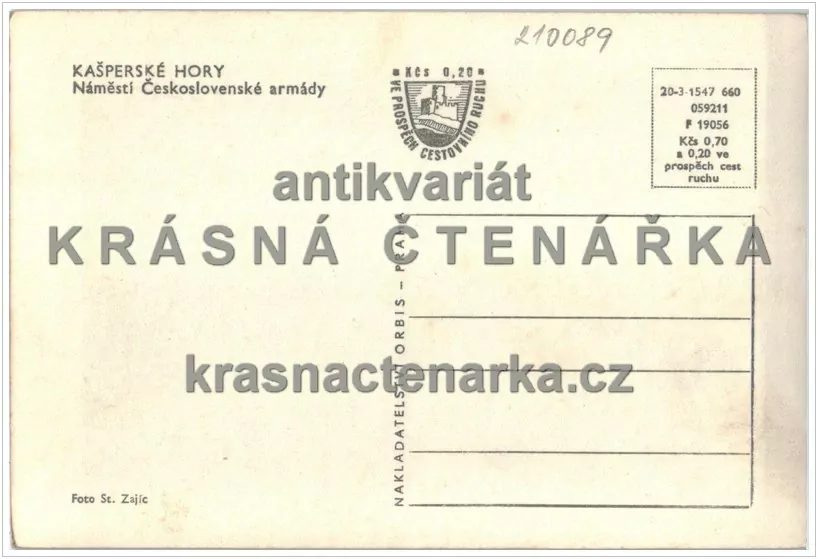 210089
KAŠPERSKÉ HORY
Náměstí Československé armády
Kčs 0,20
VE PROSPĚCH CESTOVNÍHO RUCHU
20-3-1547 660
059211
F 19056
Kčs 0,70
a 0,20 ve
prospěch cest
ruchu
antikvariát
KRÁSNÁ ČTENÁŘKA
krasnactenarka.cz
NAKLADATELSTVÍ ORBIS – PRAHA
Foto St. Zajíc